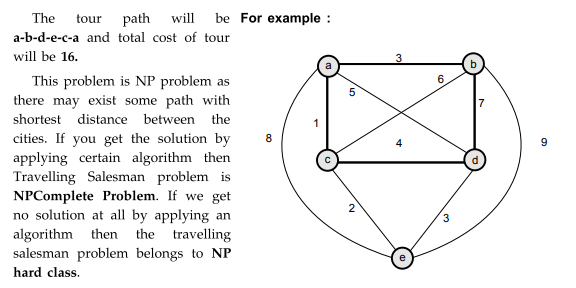 The tour path will be
a-b-d-e-c-a and total cost of tour
will be 16.
This problem is NP problem as
there may exist some path with
shortest distance between the
cities. If you get the solution by
applying certain algorithm then
Travelling Salesman problem is
NPComplete Problem. If we get
no solution at all by applying an
algorithm then the travelling
salesman problem belongs to NP
hard class.
For example :
3
a
b
6
5
7
1
8
4
9
c
d
2
3
e